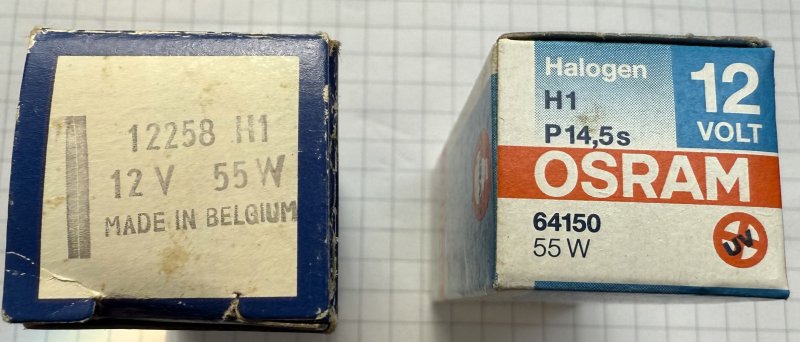 12258 H1
12 V 55 W
MADE IN BELGIUM
Halogen
H1
P14,5s
12
VOLT
OSRAM
64150
55 W
UV